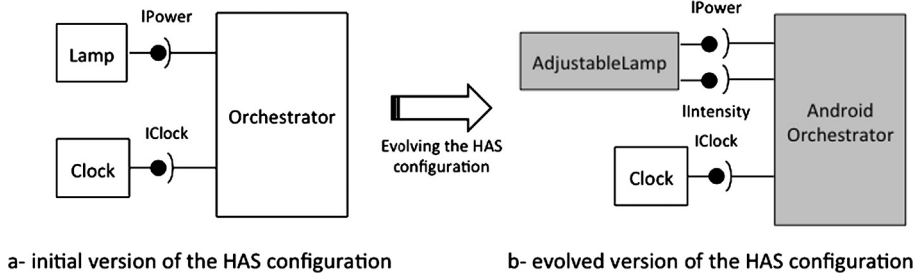 IPower
Lamp
Orchestrator
IClock
Clock
Evolving the HAS
configuration
IPower
AdjustableLamp
IIntensity
Android
Orchestrator
IClock
Clock
a- initial version of the HAS configuration
b- evolved version of the HAS configuration